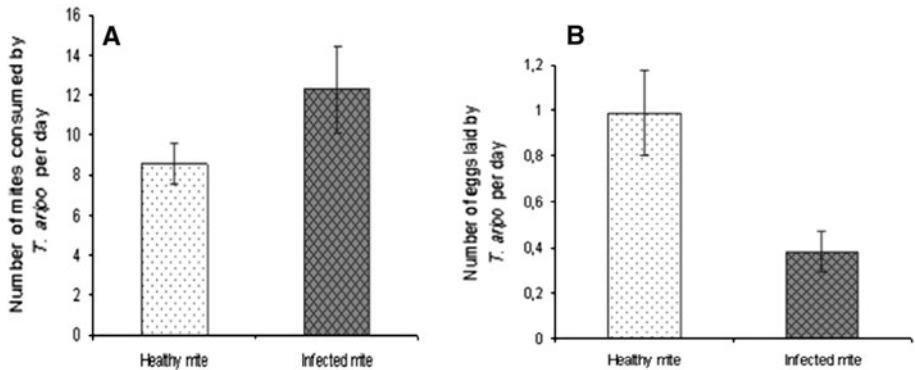 A
Number of mites consumed by
T. aripo per day
16
14
12
10
8
6
4
2
0
Healthy mite
Infected mite
B
Number of eggs laid by
T. aripo per day
1,2
1
0,8
0,6
0,4
0,2
0
Healthy mite
Infected mite